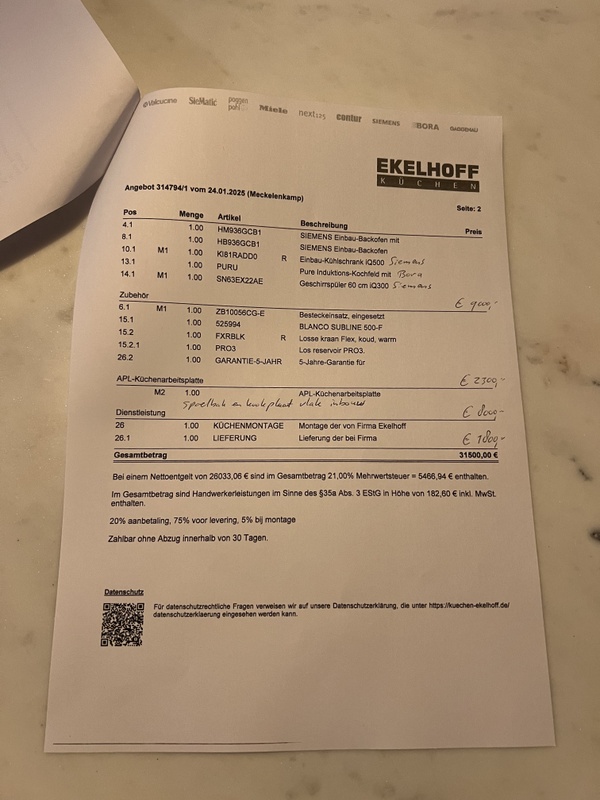 Valcucine SieMatic poggenpohl Miele next125 contur SIEMENS BORA GAGGENAU
EKELHOFF
KÜCHEN
Angebot 314794/1 vom 24.01.2025 (Meckelenkamp)
Seite: 2
Pos Menge Artikel Beschreibung Preis
4.1 1.00 HM936GCB1 SIEMENS Einbau-Backofen mit
8.1 1.00 HB936GCB1 SIEMENS Einbau-Backofen
10.1 M1 1.00 KI81RADD0 R Einbau-Kühlschrank iQ500 Siemens
13.1 1.00 PURU Pure Induktions-Kochfeld mit Bora
14.1 M1 1.00 SN63EX22AE Geschirrspüler 60 cm iQ300 Siemens
Zubehör
6.1 M1 1.00 ZB10056CG-E Besteckeinsatz, eingesetzt
15.1 1.00 525994 BLANCO SUBLINE 500-F
15.2 1.00 FXRBLK R Losse kraan Flex, koud, warm
15.2.1 1.00 PRO3 Los reservoir PRO3.
26.2 1.00 GARANTIE-5-JAHR 5-Jahre-Garantie für
€ 2300,-
APL-Küchenarbeitsplatte
M2 1.00 APL-Küchenarbeitsplatte
Spoelbak en kookplaat vlak inbouw
€ 8000,-
Dienstleistung
26 1.00 KÜCHENMONTAGE Montage der von Firma Ekelhoff
26.1 1.00 LIEFERUNG Lieferung der bei Firma
€ 1800,-
Gesamtbetrag 31500,00 €
Bei einem Nettoentgelt von 26033,06 € sind im Gesamtbetrag 21,00% Mehrwertsteuer = 5466,94 € enthalten.
Im Gesamtbetrag sind Handwerkerleistungen im Sinne des §35a Abs. 3 EStG in Höhe von 182,60 € inkl. MwSt.
enthalten.
20% aanbetaling, 75% voor levering, 5% bij montage
Zahlbar ohne Abzug innerhalb von 30 Tagen.
Datenschutz
Für datenschutzrechtliche Fragen verweisen wir auf unsere Datenschutzerklärung, die unter https://kuechen-ekelhoff.de/
datenschutzerklaerung eingesehen werden kann.